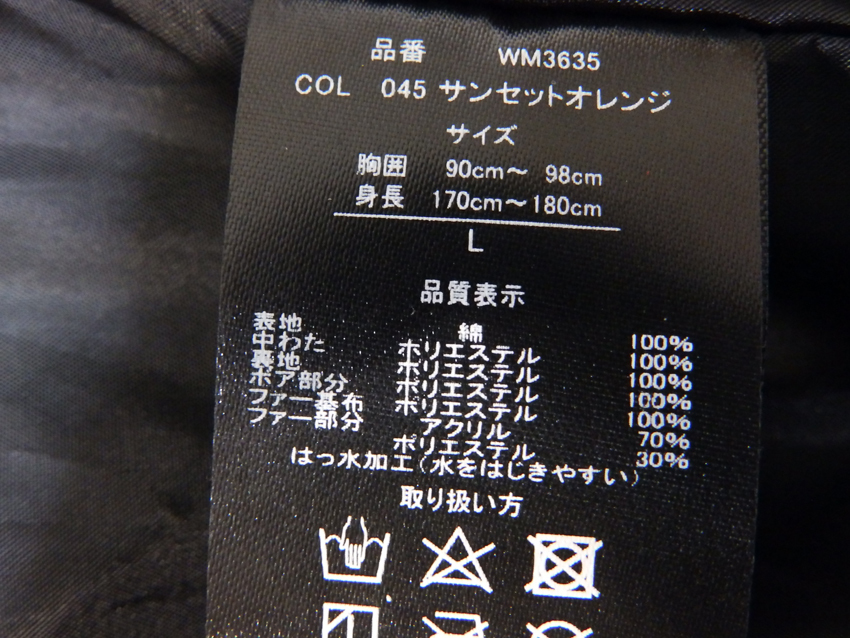 品番 WM3635
COL 045 サンセットオレンジ
サイズ
胸囲 90cm～ 98cm
身長 170cm～180cm
L
品質表示
表地 綿 100%
中わた ポリエステル 100%
裏地 ポリエステル 100%
ボア部分 ポリエステル 100%
ファー基布 ポリエステル 100%
ファー部分 アクリル 70%
ポリエステル 30%
はっ水加工(水をはじきやすい)
取り扱い方